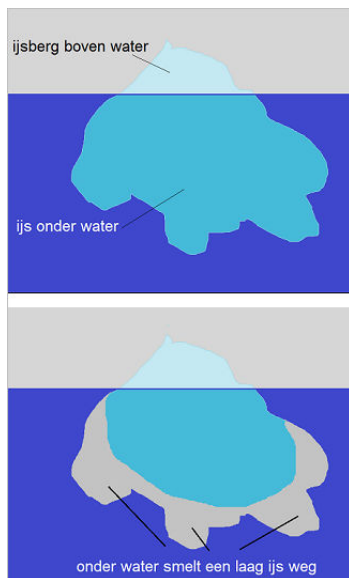 ijsberg boven water
ijs onder water
onder water smelt een laag ijs weg